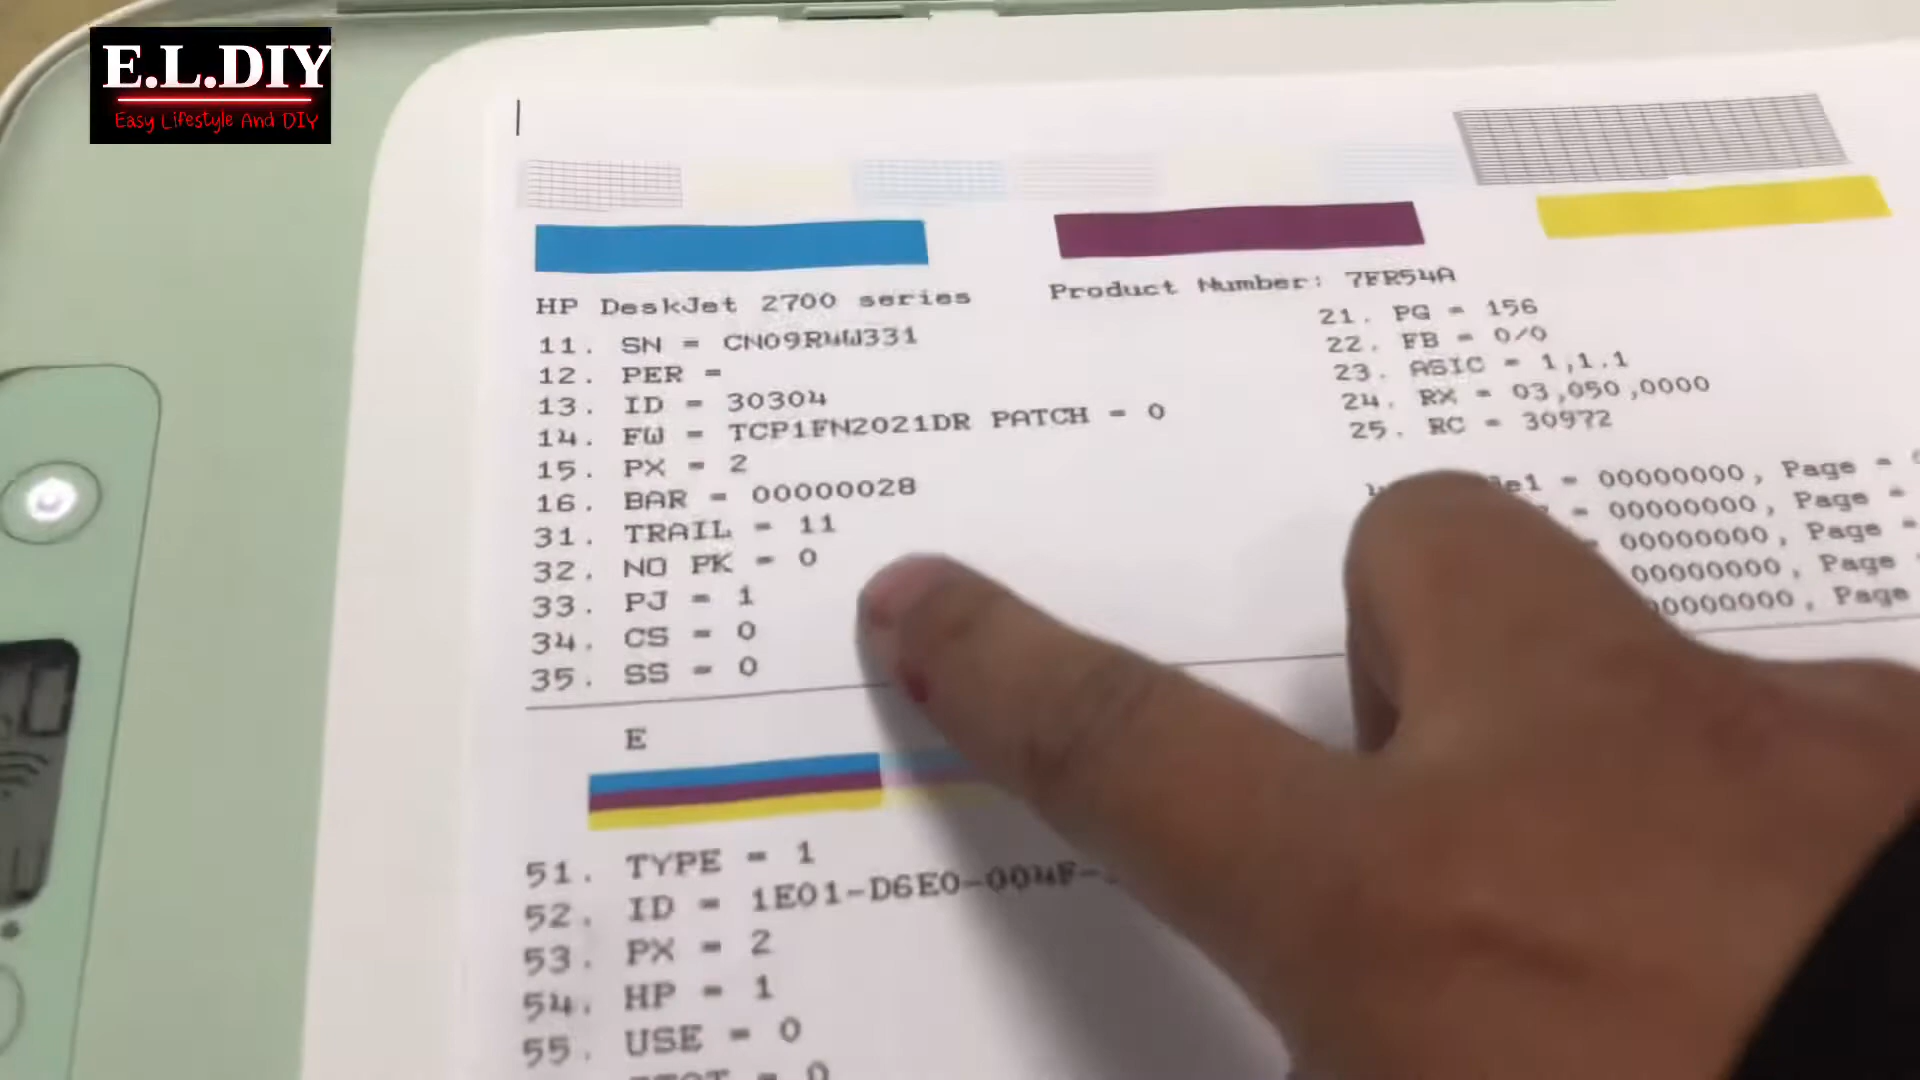 E.L.DIY
Easy Lifestyle And DIY
HP DeskJet 2700 series
Product Number: 7FR54A
11. SN = CN09R4W331
12. PER =
13. ID = 30304
14. FW = TCP1FN2021DR PATCH = 0
15. PX = 2
16. BAR = 00000028
31. TRAIL = 11
32. NO PK = 0
33. PJ = 1
34. CS = 0
35. SS = 0
21. PG = 156
22. FB = 0/0
23. ASIC = 1,1.1
24. RX = 03,050,0000
25. RC = 30972
= 00000000, Page =
= 00000000, Page =
= 00000000, Page =
00000000, Page
00000000, Page
E
51. TYPE = 1
52. ID = 1E01-D6E0-004F-
53. PX = 2
54. HP = 1
55. USE = 0
= 0